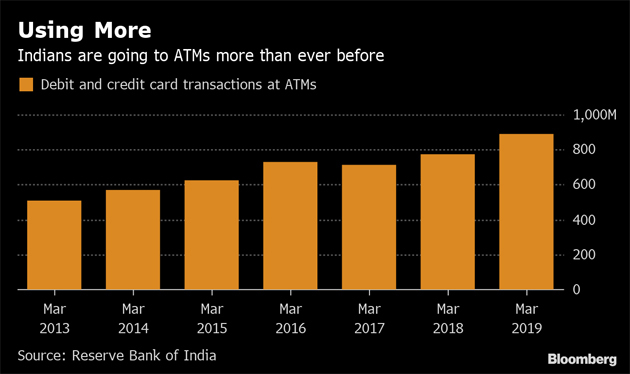 Using More
Indians are going to ATMs more than ever before
Debit and credit card transactions at ATMs
1,000M
800
600
400
200
0
Mar Mar Mar Mar Mar Mar Mar
2013 2014 2015 2016 2017 2018 2019
Source: Reserve Bank of India
Bloomberg